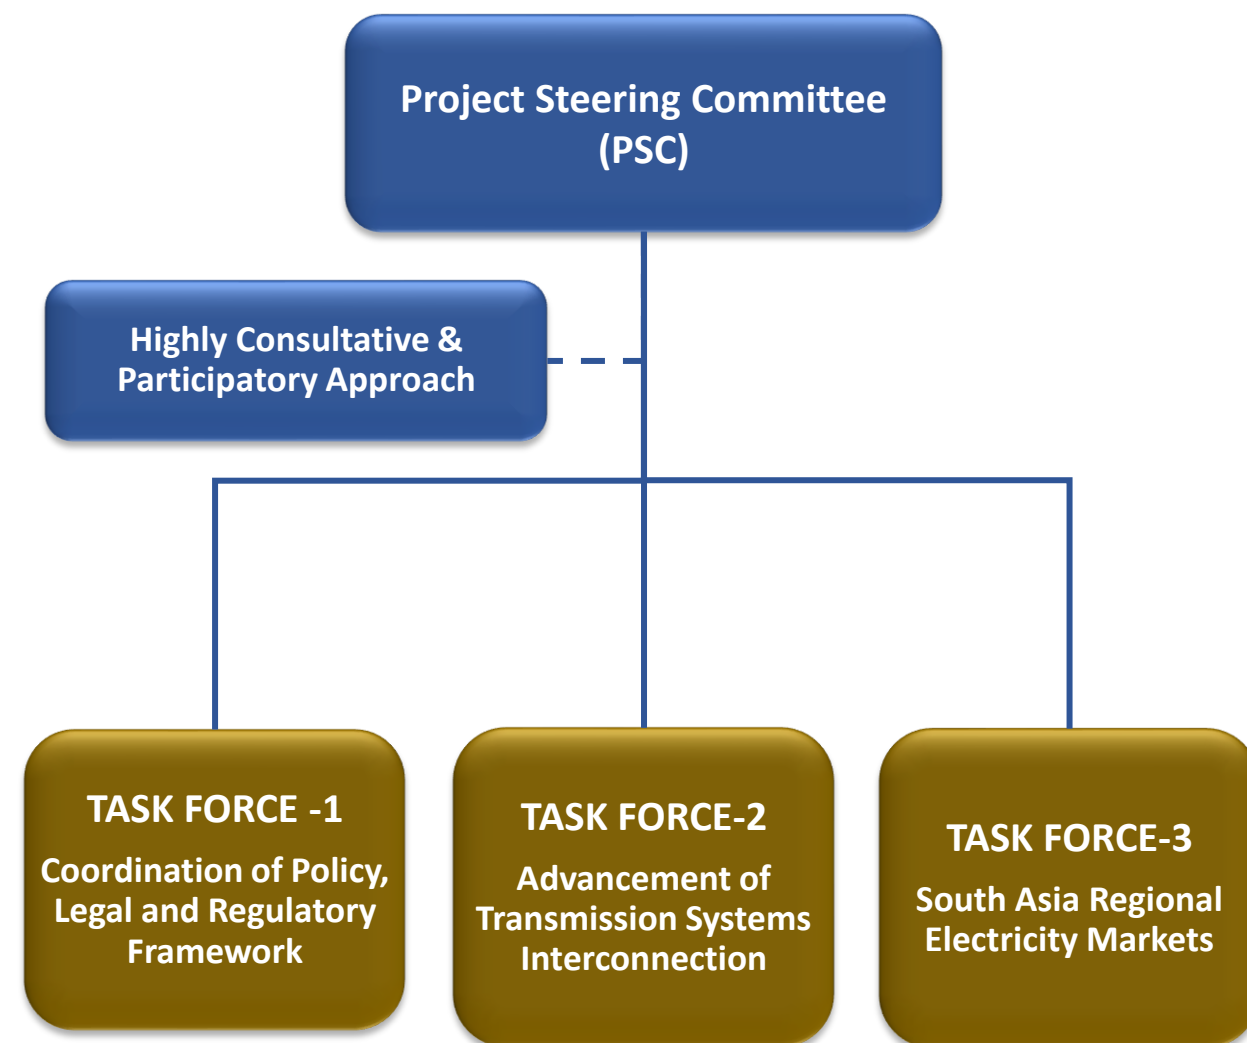 Project Steering Committee
(PSC)
Highly Consultative &
Participatory Approach
TASK FORCE -1
Coordination of Policy,
Legal and Regulatory
Framework
TASK FORCE-2
Advancement of
Transmission Systems
Interconnection
TASK FORCE-3
South Asia Regional
Electricity Markets